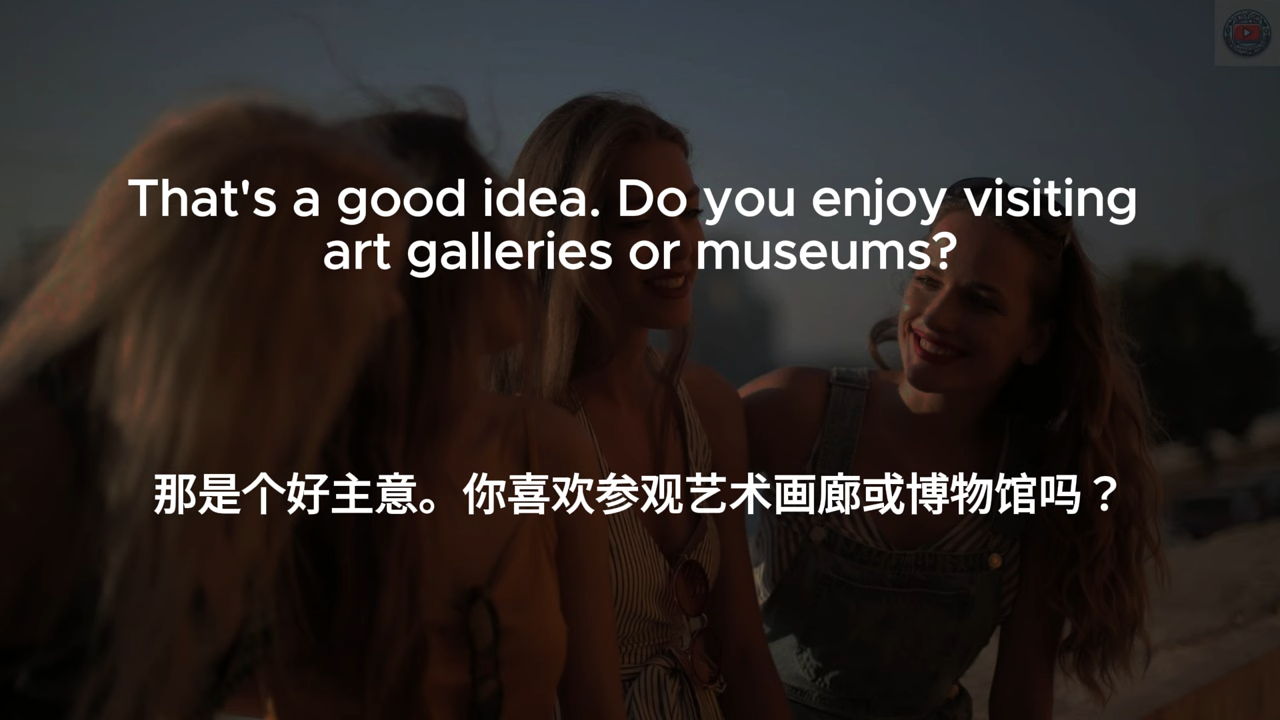 That's a good idea. Do you enjoy visiting
art galleries or museums?
那是个好主意。你喜欢参观艺术画廊或博物馆吗？